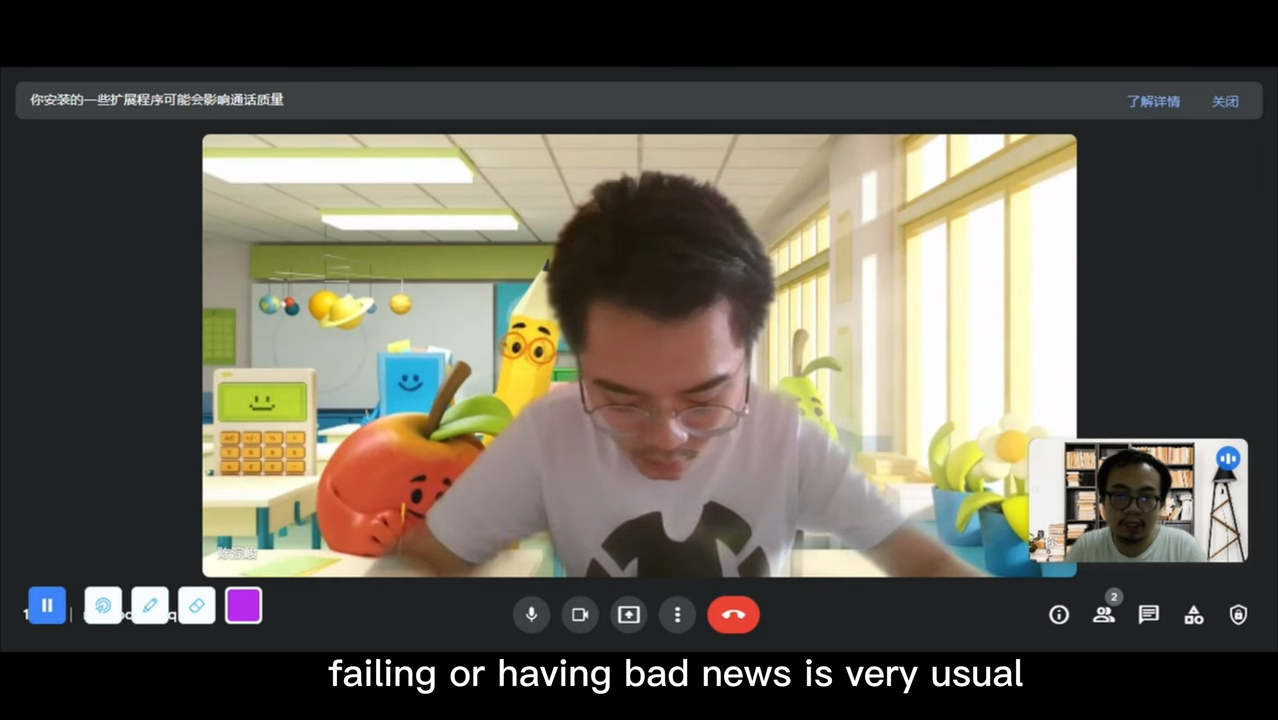 你安装的一些扩展程序可能会影响通话质量
了解详情
关闭
2
failing or having bad news is very usual